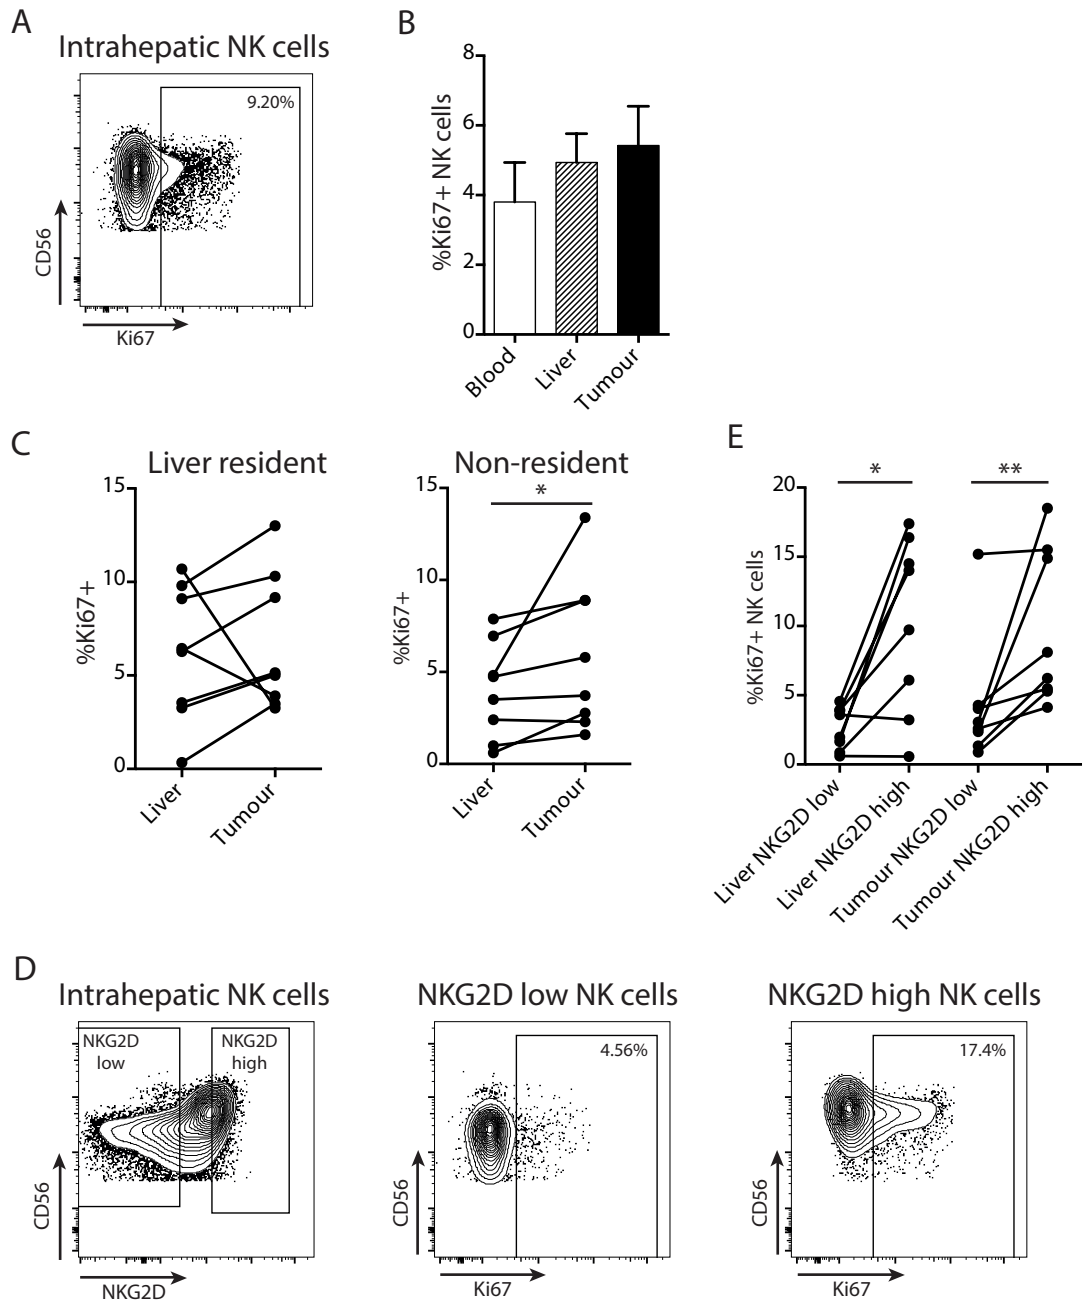 A
Intrahepatic NK cells
9.20%
CD56
Ki67
B
%Ki67+ NK cells
8
6
4
2
0
Blood
Liver
Tumour
C
Liver resident
%Ki67+
15
10
5
0
Liver
Tumour
Non-resident
*
%Ki67+
15
10
5
0
Liver
Tumour
E
* **
%Ki67+ NK cells
20
15
10
5
0
Liver NKG2D low
Liver NKG2D high
Tumour NKG2D low
Tumour NKG2D high
D
Intrahepatic NK cells
NKG2D
low
NKG2D
high
CD56
NKG2D
NKG2D low NK cells
4.56%
CD56
Ki67
NKG2D high NK cells
17.4%
CD56
Ki67